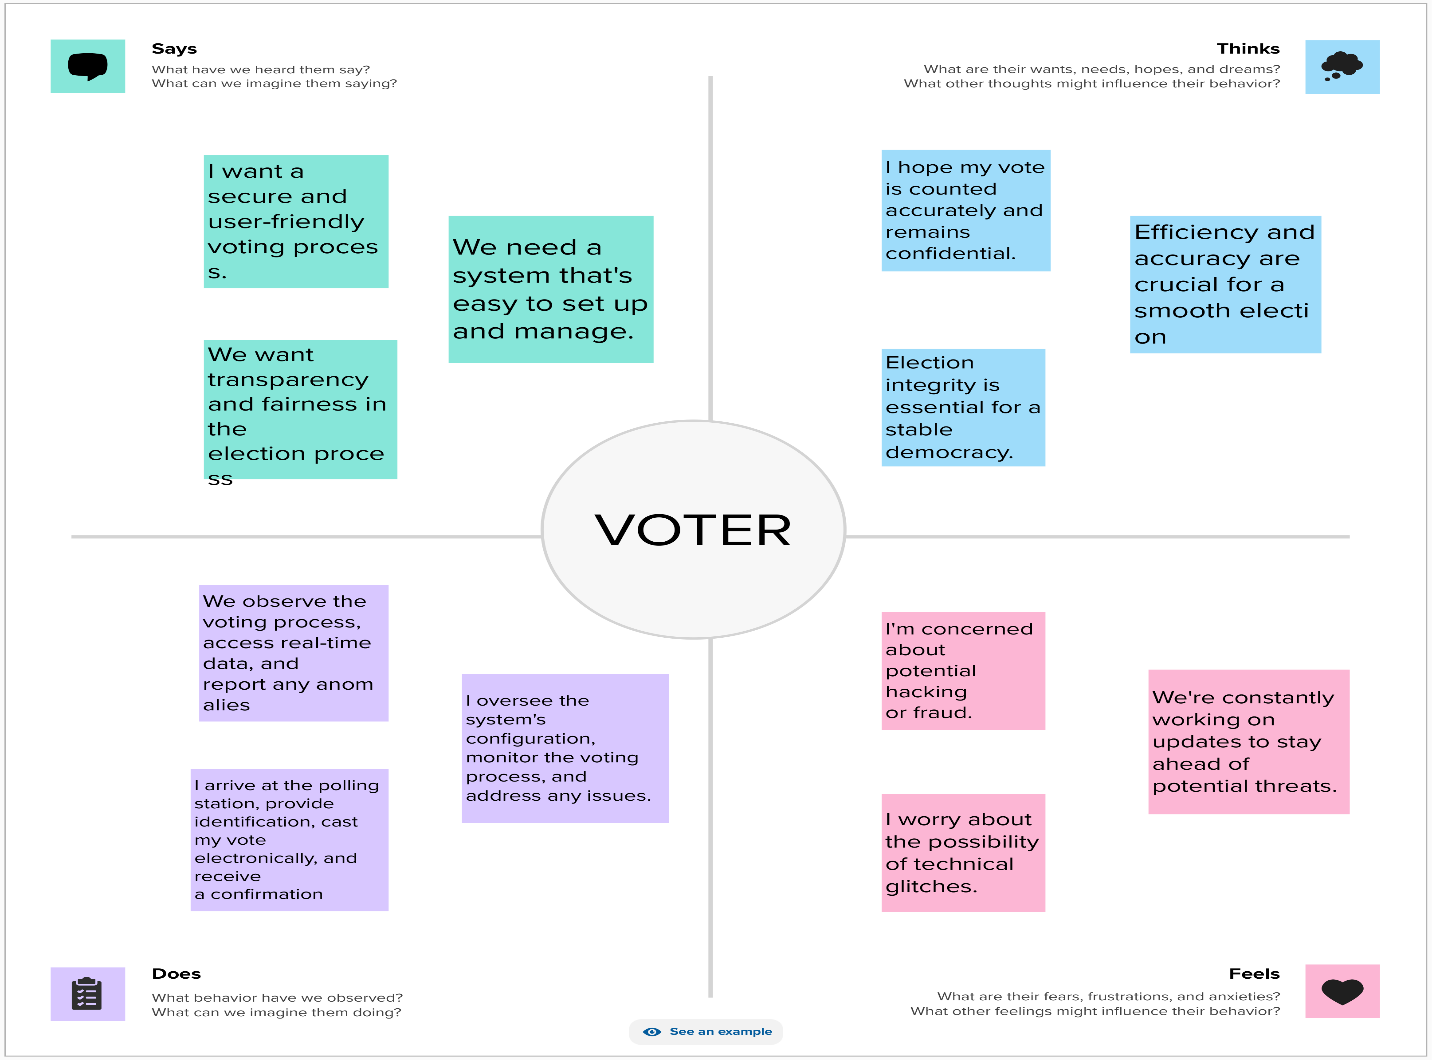 Says
What have we heard them say?
What can we imagine them saying?
Thinks
What are their wants, needs, hopes, and dreams?
What other thoughts might influence their behavior?
I want a
secure and
user-friendly
voting proces
s.
We need a
system that's
easy to set up
and manage.
We want
transparency
and fairness in
the
election proce
ss
I hope my vote
is counted
accurately and
remains
confidential.
Efficiency and
accuracy are
crucial for a
smooth electi
on
Election
integrity is
essential for a
stable
democracy.
VOTER
We observe the
voting process,
access real-time
data, and
report any anom
alies
I oversee the
system's
configuration,
monitor the voting
process, and
address any issues.
I arrive at the polling
station, provide
identification, cast
my vote
electronically, and
receive
a confirmation
I'm concerned
about
potential
hacking
or fraud.
We're constantly
working on
updates to stay
ahead of
potential threats.
I worry about
the possibility
of technical
glitches.
Does
What behavior have we observed?
What can we imagine them doing?
Feels
What are their fears, frustrations, and anxieties?
What other feelings might influence their behavior?
See an example